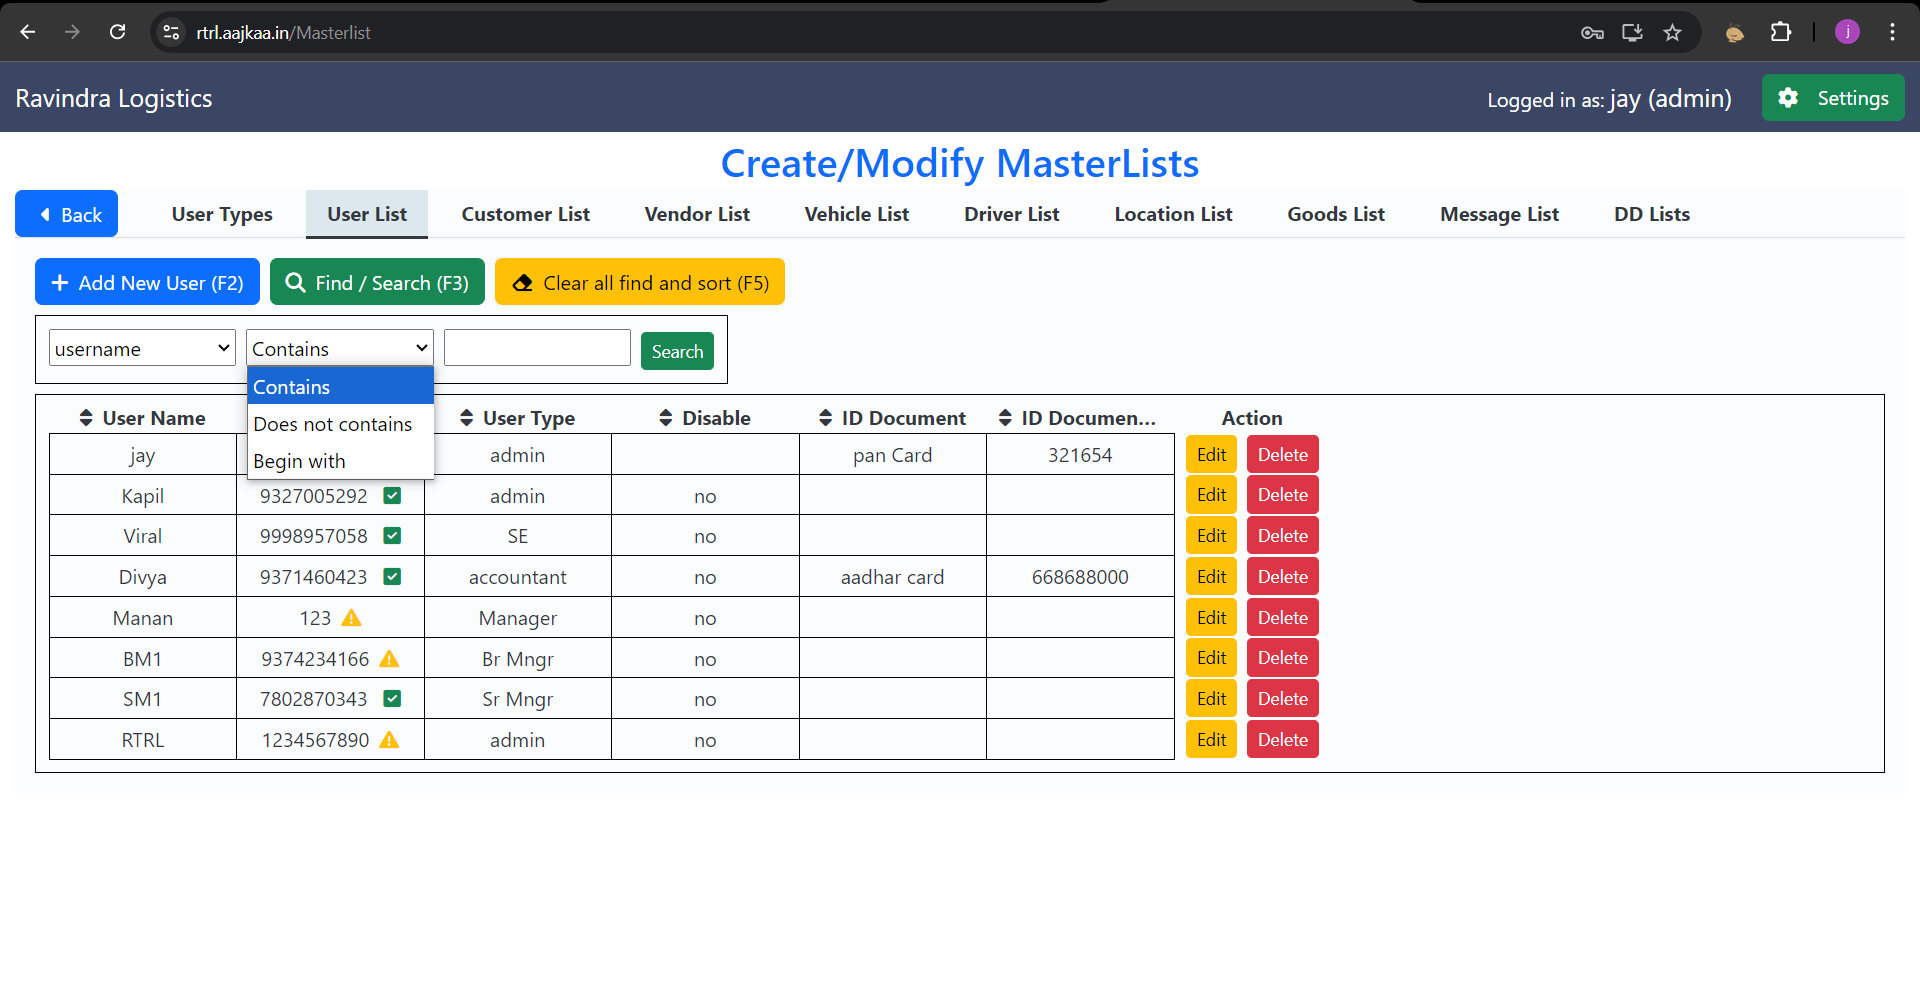 rtrl.aajkaa.in/Masterlist
j
Ravindra Logistics
Logged in as: jay (admin)
Settings
Create/Modify MasterLists
Back
User Types
User List
Customer List
Vendor List
Vehicle List
Driver List
Location List
Goods List
Message List
DD Lists
Add New User (F2)
Find / Search (F3)
Clear all find and sort (F5)
username
Contains
Search
Contains
Does not contains
Begin with
User Name
User Type
Disable
ID Document
ID Documen...
Action
jay admin pan Card 321654 Edit Delete
Kapil 9327005292 admin no Edit Delete
Viral 9998957058 SE no Edit Delete
Divya 9371460423 accountant no aadhar card 668688000 Edit Delete
Manan 123 Manager no Edit Delete
BM1 9374234166 Br Mngr no Edit Delete
SM1 7802870343 Sr Mngr no Edit Delete
RTRL 1234567890 admin no Edit Delete